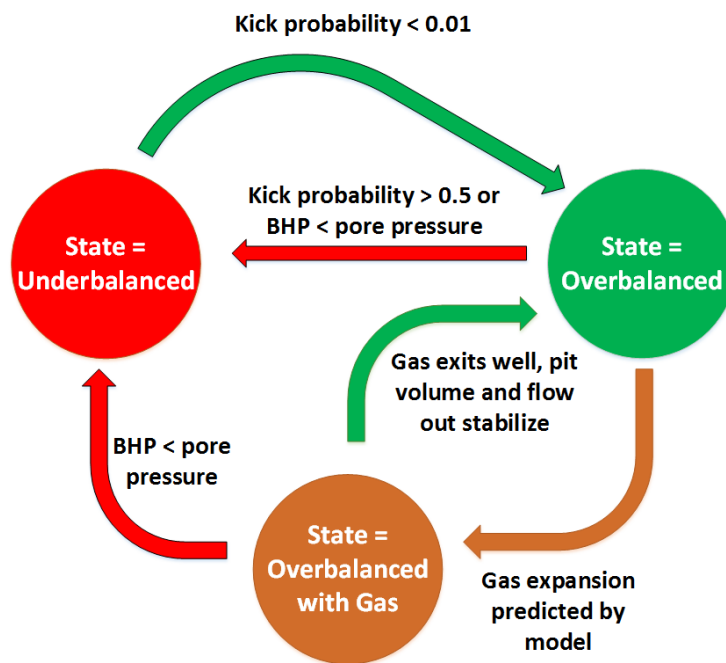 Kick probability < 0.01
Kick probability > 0.5 or
BHP < pore pressure
State =
Underbalanced
State =
Overbalanced
Gas exits well, pit
volume and flow
out stabilize
BHP < pore
pressure
State =
Overbalanced
with Gas
Gas expansion
predicted by
model